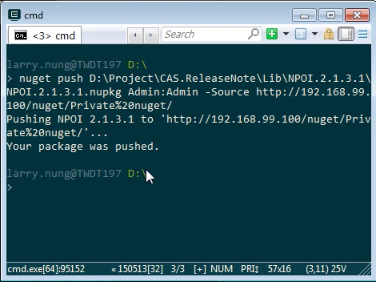 cmd
<3> cmd
Search
larry.nung@TWDT197 D:\
> nuget push D:\Project\CAS.ReleaseNote\Lib\NPOI.2.1.3.1\
NPOI.2.1.3.1.nupkg Admin:Admin -Source http://192.168.99.
100/nuget/Private%20nuget/
Pushing NPOI 2.1.3.1 to 'http://192.168.99.100/nuget/Priv
ate%20nuget/'...
Your package was pushed.
larry.nung@TWDT197 D:\
>
cmd.exe[64]:95152 « 150513[32] 3/3 [+] NUM PRI↕ 57x16 (3,11) 25V